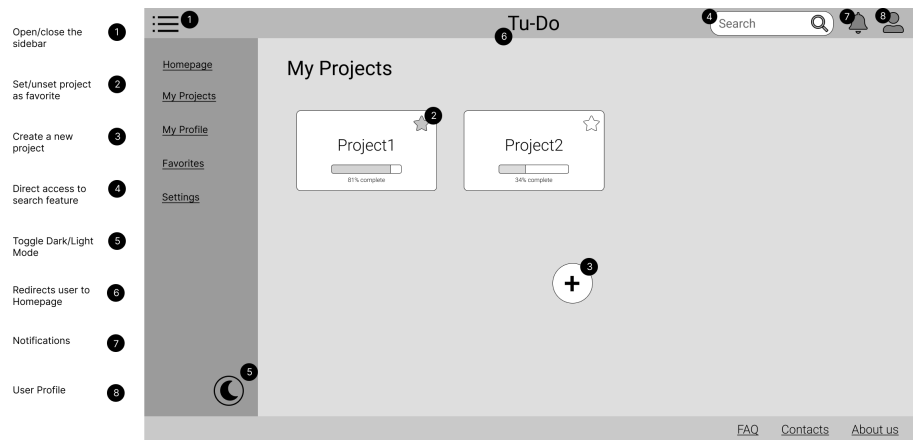 Open/close the
sidebar
1
Set/unset project
as favorite
2
Create a new
project
3
Direct access to
search feature
4
Toggle Dark/Light
Mode
5
Redirects user to
Homepage
6
Notifications
7
User Profile
8
1
Tu-Do
6
4
Search
7
8
Homepage
My Projects
My Profile
Favorites
Settings
5
My Projects
2
Project1
81% complete
Project2
34% complete
3
FAQ
Contacts
About us